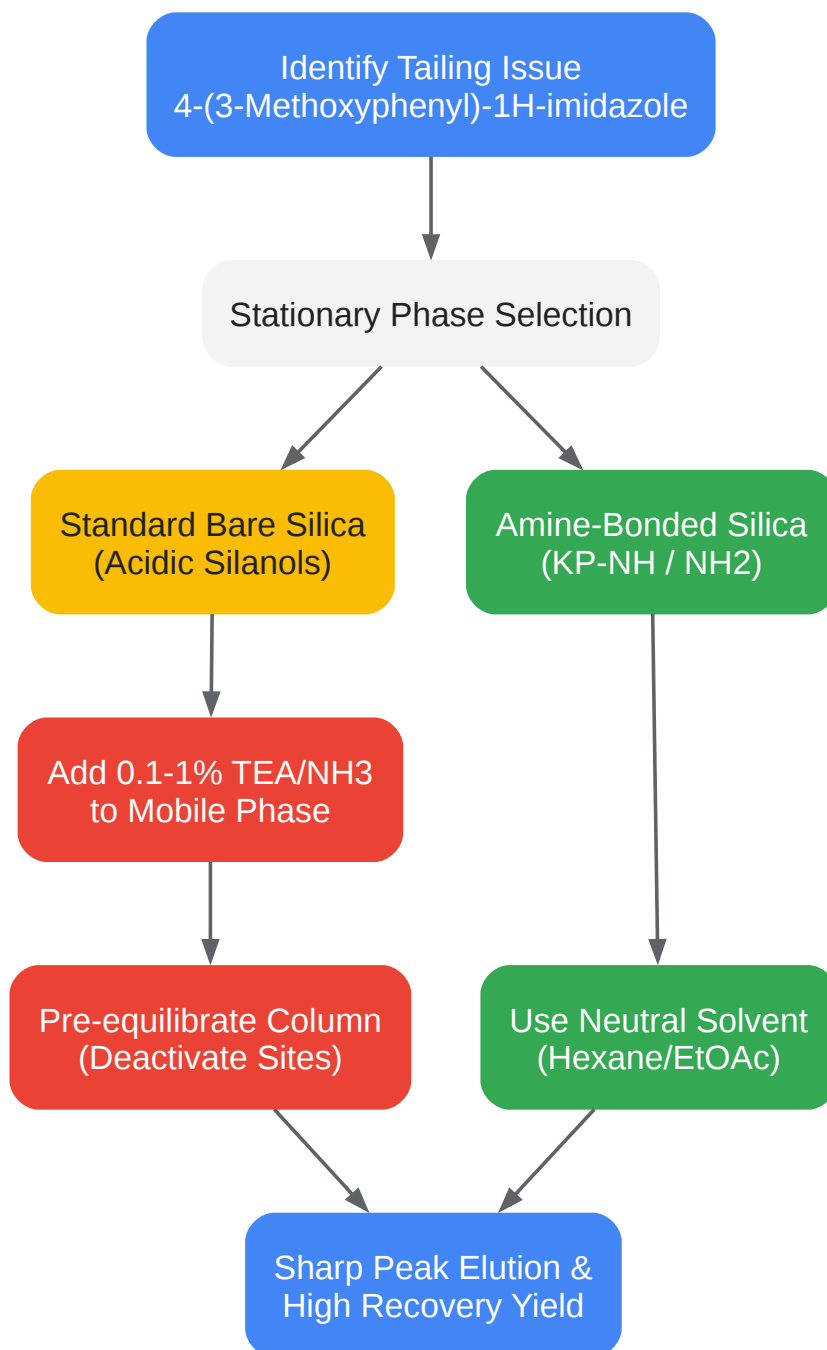 Identify Tailing Issue
4-(3-Methoxyphenyl)-1H-imidazole
Stationary Phase Selection
Standard Bare Silica
(Acidic Silanols)
Amine-Bonded Silica
(KP-NH / NH2)
Add 0.1-1% TEA/NH3
to Mobile Phase
Pre-equilibrate Column
(Deactivate Sites)
Use Neutral Solvent
(Hexane/EtOAc)
Sharp Peak Elution &
High Recovery Yield